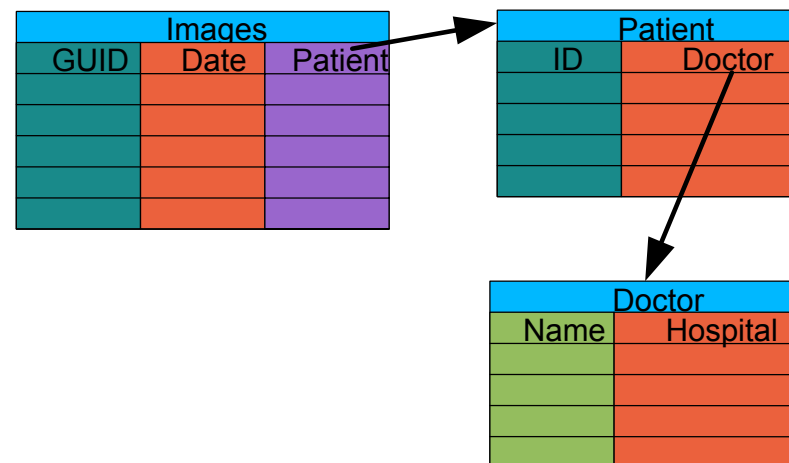 Images
GUID Date Patient
Patient
ID Doctor
Doctor
Name Hospital